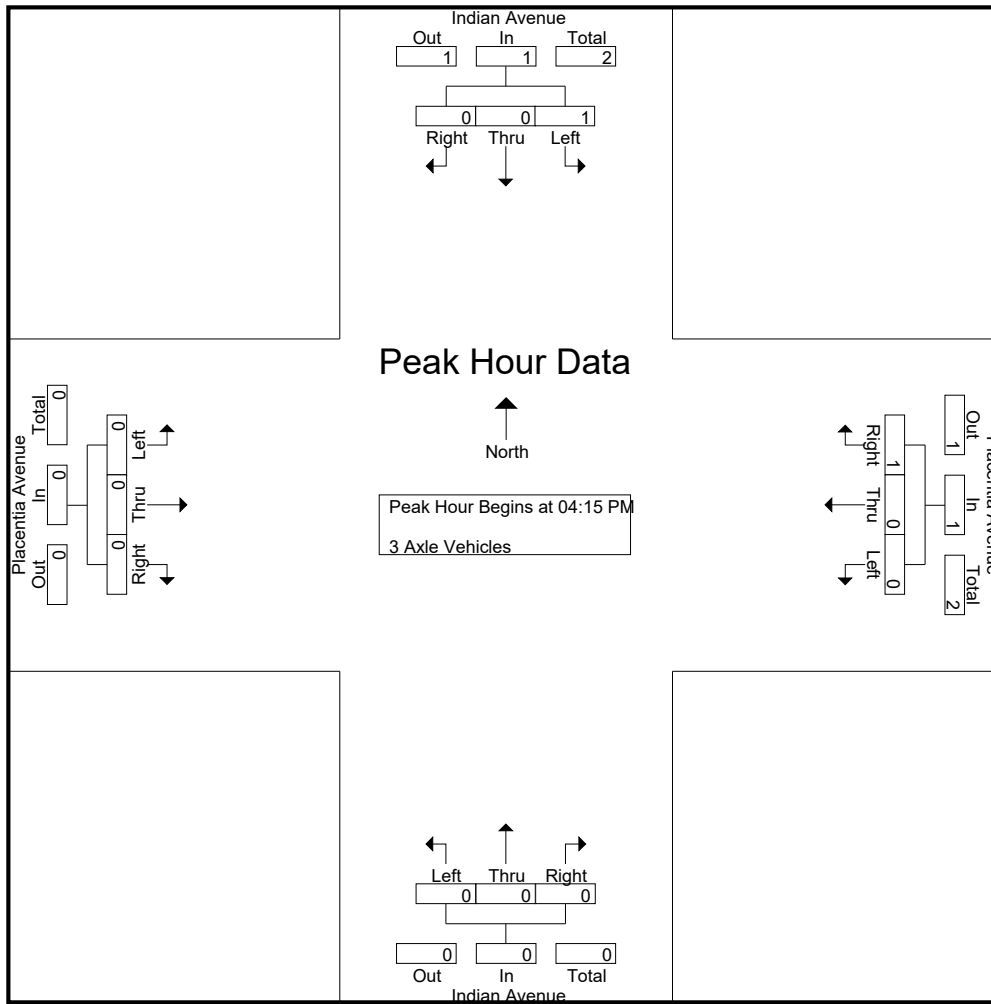 Indian Avenue
Out In Total
1 1 2
0 0 1
Right Thru Left
Peak Hour Data
North
Peak Hour Begins at 04:15 PM
3 Axle Vehicles
Placentia Avenue
Out In Total
0 0 0
0 0 0
Left Thru Right
Placentia Avenue
Out In Total
1 1 2
1 0 0
Right Thru Left
Left Thru Right
0 0 0
0 0 0
Out In Total
Indian Avenue